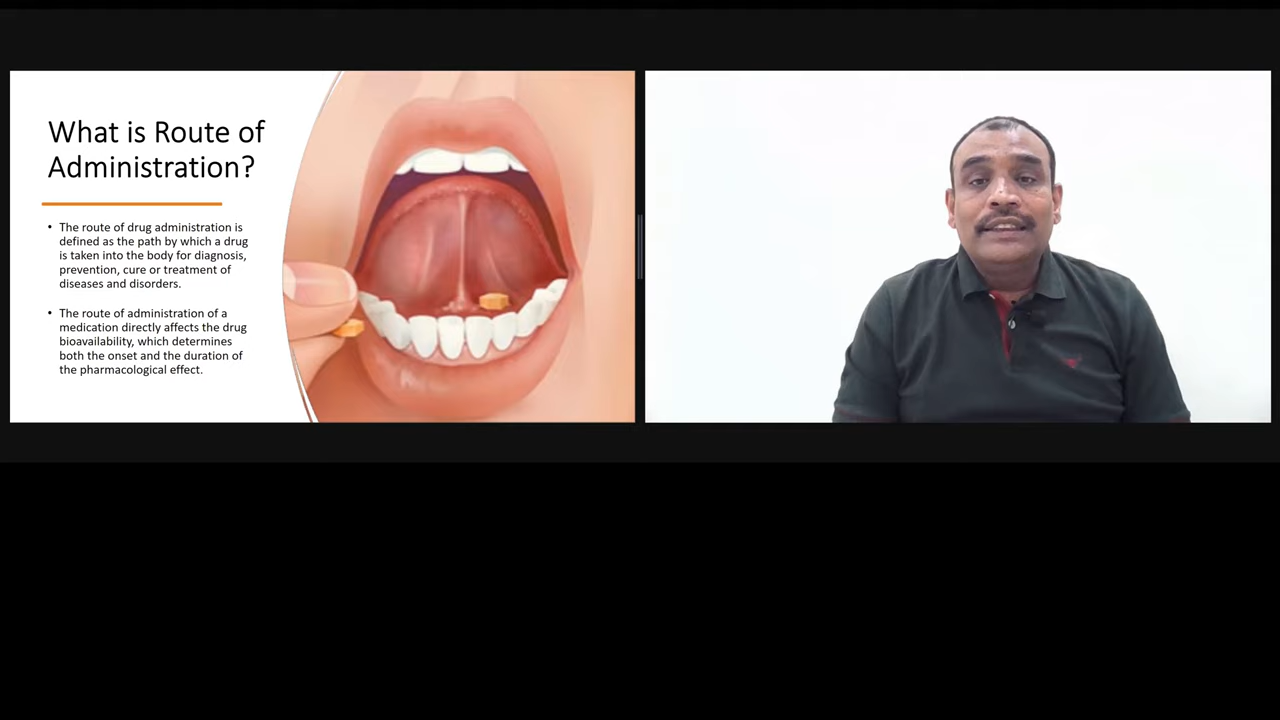 What is Route of
Administration?
• The route of drug administration is
defined as the path by which a drug
is taken into the body for diagnosis,
prevention, cure or treatment of
diseases and disorders.
• The route of administration of a
medication directly affects the drug
bioavailability, which determines
both the onset and the duration of
the pharmacological effect.